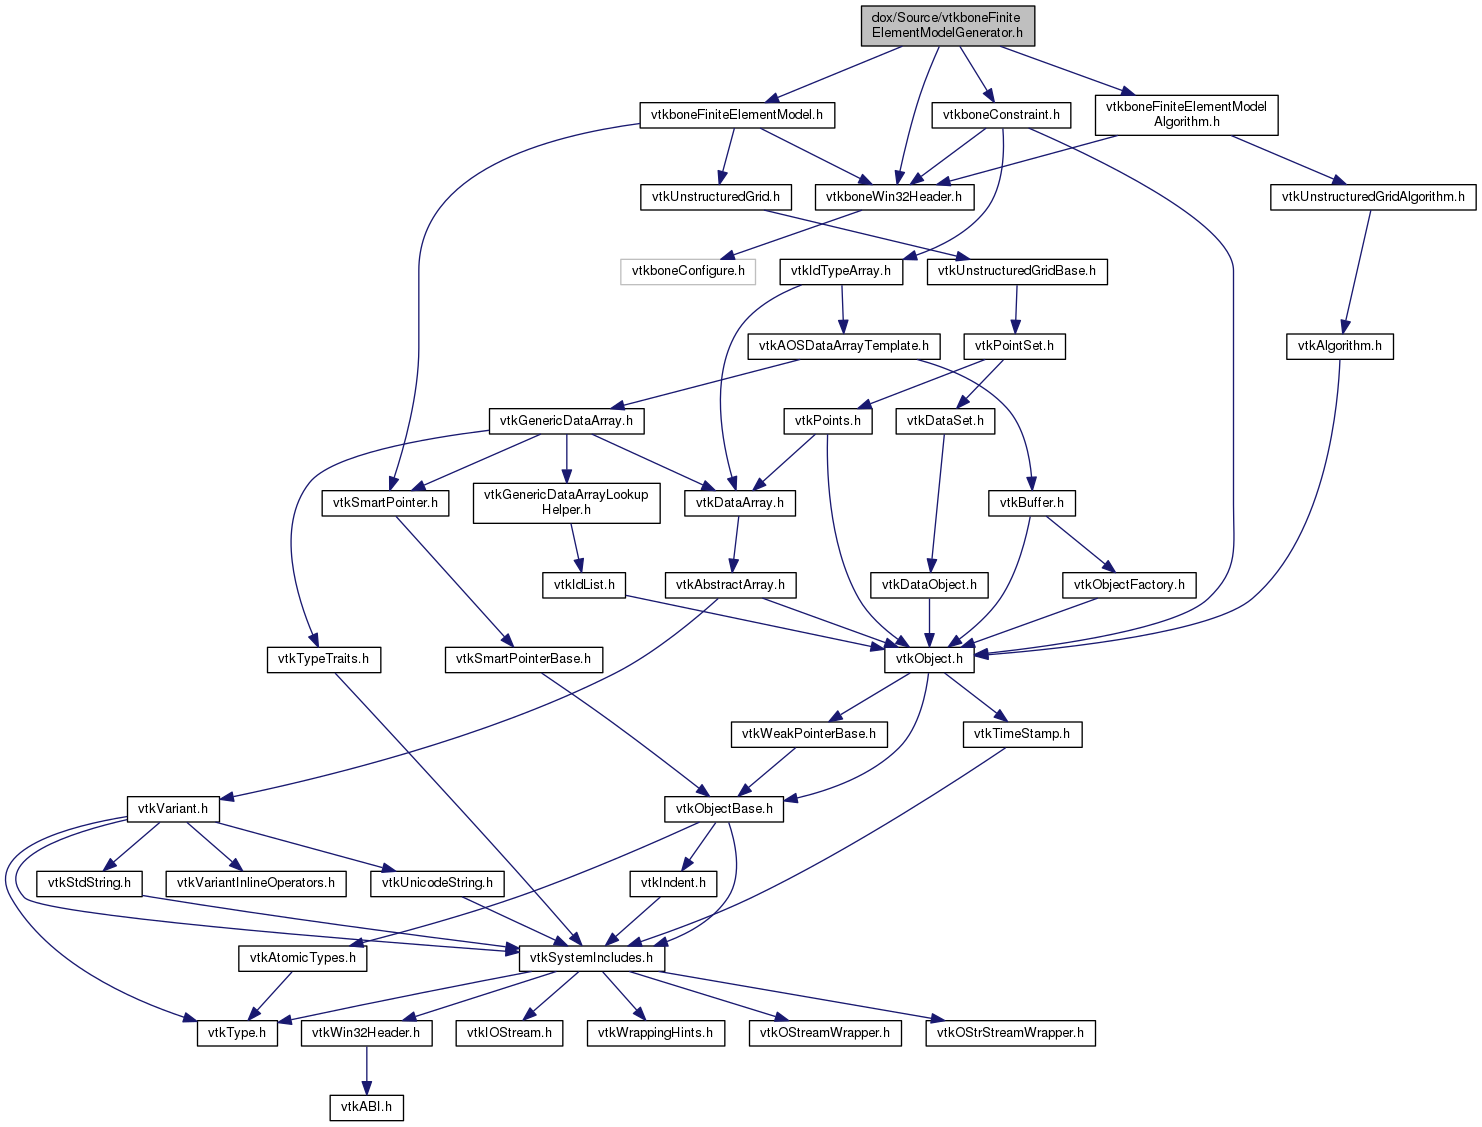 dox/Source/vtkboneFinite
ElementModelGenerator.h
vtkboneFiniteElementModel.h
vtkboneConstraint.h
vtkboneFiniteElementModel
Algorithm.h
vtkUnstructuredGrid.h
vtkboneWin32Header.h
vtkUnstructuredGridAlgorithm.h
vtkboneConfigure.h
vtkIdTypeArray.h
vtkUnstructuredGridBase.h
vtkAOSDataArrayTemplate.h
vtkPointSet.h
vtkAlgorithm.h
vtkGenericDataArray.h
vtkPoints.h
vtkDataSet.h
vtkSmartPointer.h
vtkGenericDataArrayLookup
Helper.h
vtkDataArray.h
vtkBuffer.h
vtkIdList.h
vtkAbstractArray.h
vtkDataObject.h
vtkObjectFactory.h
vtkTypeTraits.h
vtkSmartPointerBase.h
vtkObject.h
vtkWeakPointerBase.h
vtkTimeStamp.h
vtkVariant.h
vtkObjectBase.h
vtkStdString.h
vtkVariantInlineOperators.h
vtkUnicodeString.h
vtkIndent.h
vtkAtomicTypes.h
vtkSystemIncludes.h
vtkType.h
vtkWin32Header.h
vtkIOStream.h
vtkWrappingHints.h
vtkOStreamWrapper.h
vtkOStrStreamWrapper.h
vtkABI.h